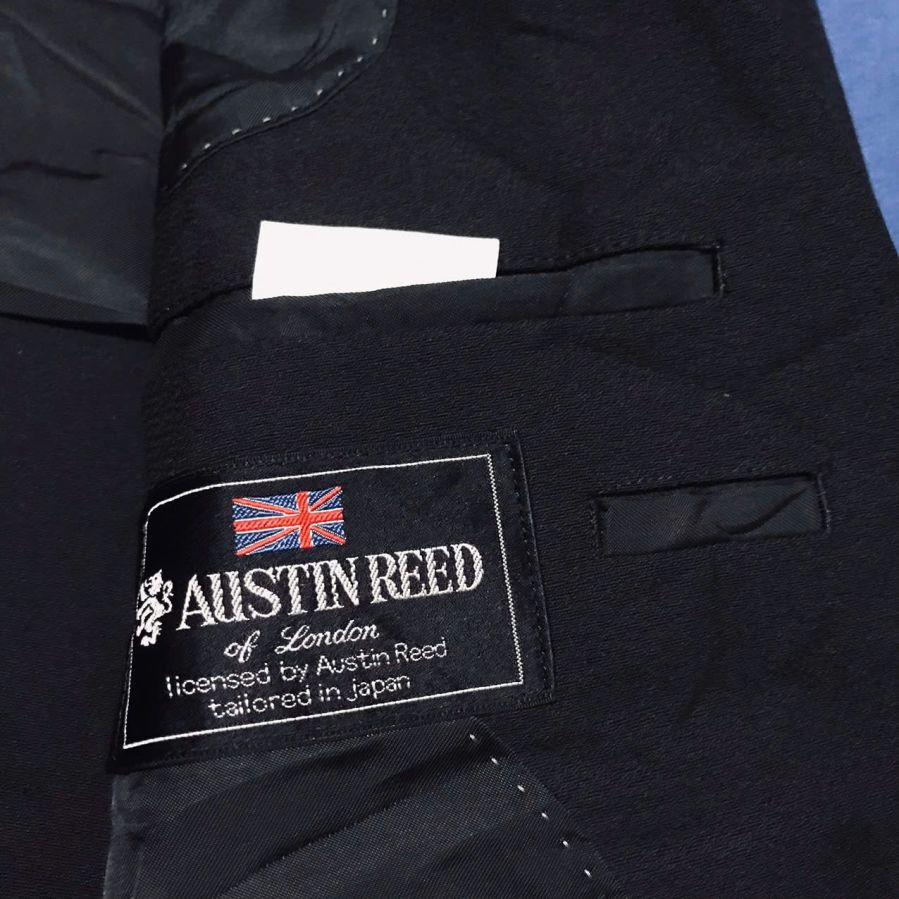 AUSTIN REED
of London
licensed by Austin Reed
tailored in japan